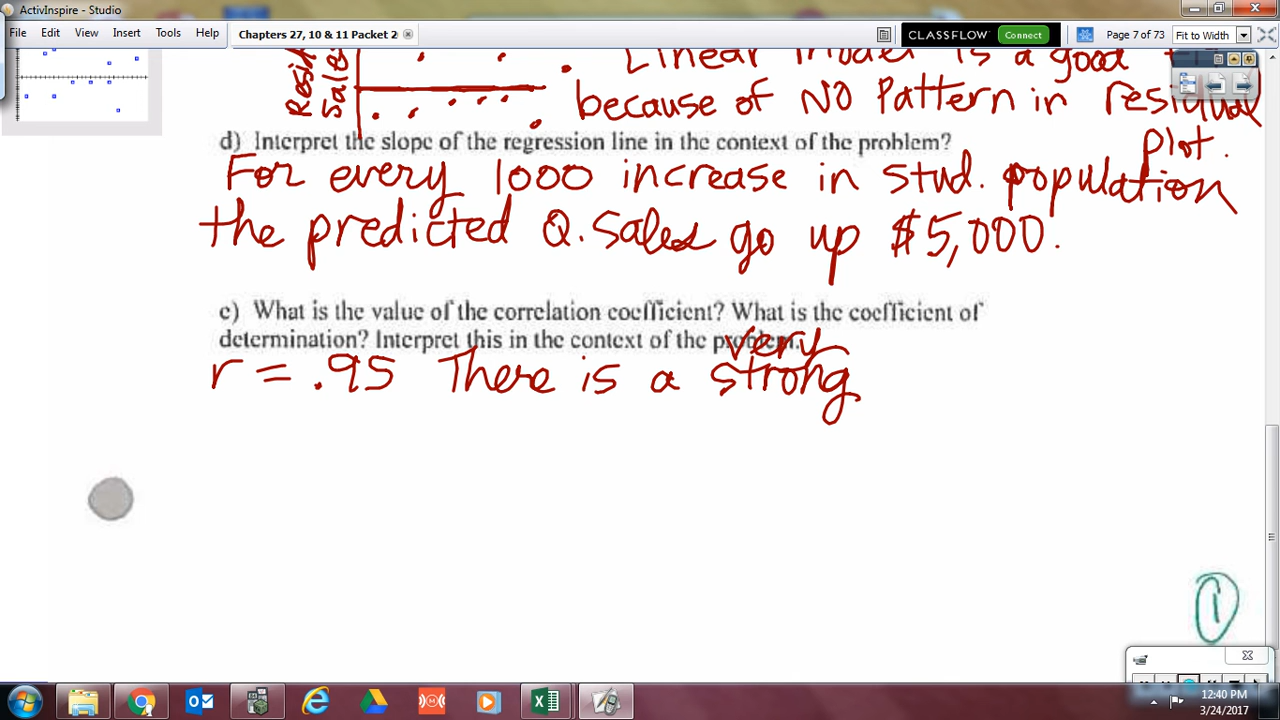 ActivInspire - Studio
File Edit View Insert Tools Help Chapters 27, 10 & 11 Packet 2 CLASSFLOW Connect Page 7 of 73 Fit to Width
Linear model is a good
because of NO Pattern in residual
plot.
d) Interpret the slope of the regression line in the context of the problem?
For every 1000 increase in stud. population
the predicted Q. Sales go up $5,000.
e) What is the value of the correlation coefficient? What is the coefficient of
determination? Interpret this in the context of the problem.
very
r = .95 There is a strong
1
12:40 PM
3/24/2017